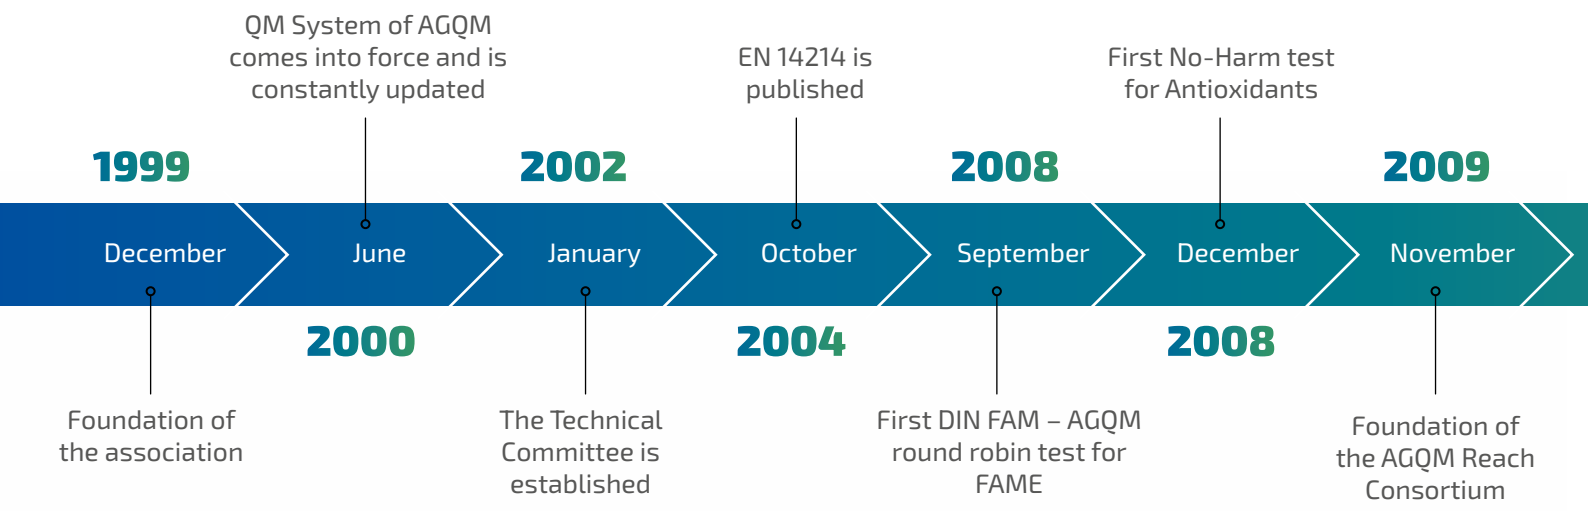 1999
December
Foundation of
the association
QM System of AGQM
comes into force and is
constantly updated
June
2000
2002
January
The Technical
Committee is
established
EN 14214 is
published
October
2004
2008
September
First DIN FAM – AGQM
round robin test for
FAME
First No-Harm test
for Antioxidants
December
2008
2009
November
Foundation of
the AGQM Reach
Consortium